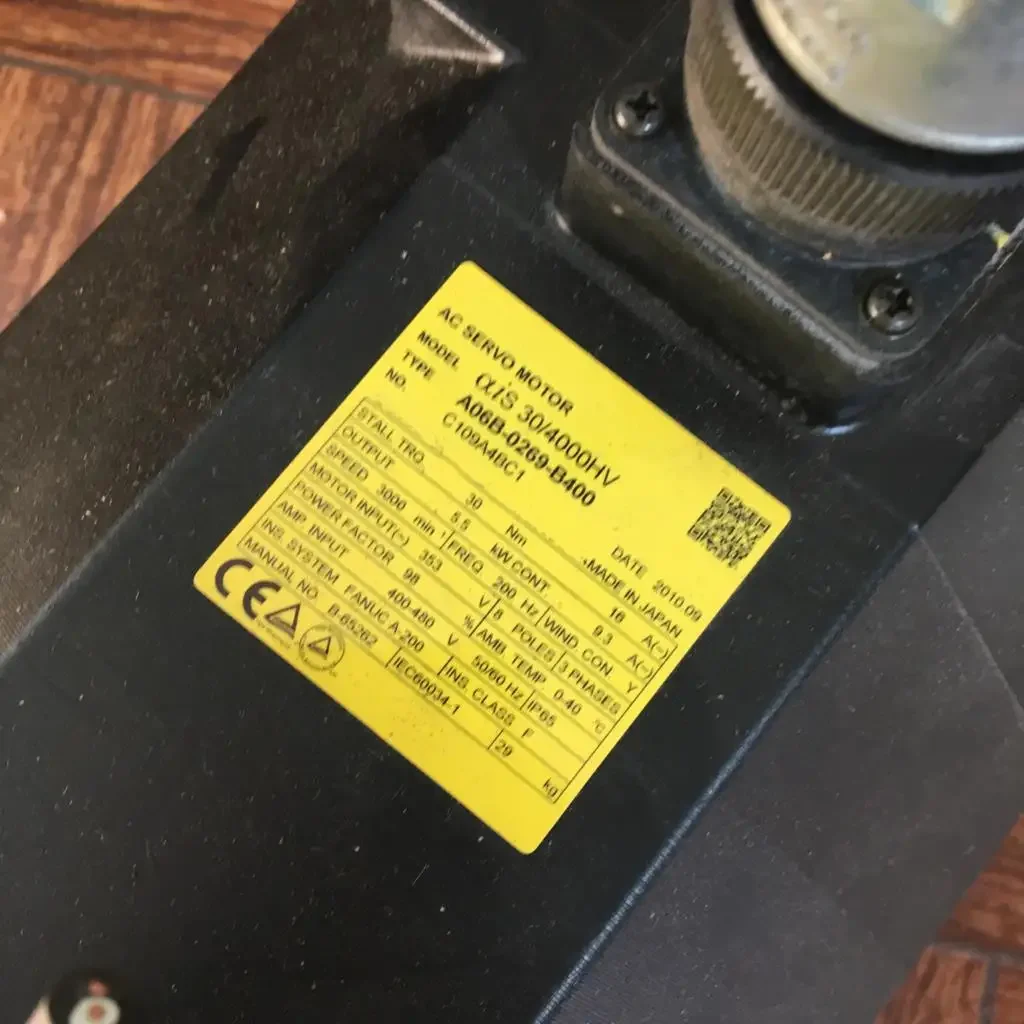 AC SERVO MOTOR
MODEL αiS 30/4000HV
TYPE A06B-0269-B400
NO. C109A4BC1
DATE 2010.09
MADE IN JAPAN
STALL TRQ. 30 Nm 16 A(~)
OUTPUT 5.5 kW CONT. 9.3 A(~)
SPEED 3000 min⁻¹ FREQ. 200 Hz WIND. CON. Y
MOTOR INPUT(~) 353 V 8 POLES 3 PHASES
POWER FACTOR 98 % AMB. TEMP. 0-40 ℃
AMP. INPUT 400-480 V 50/60 Hz IP65
INS. SYSTEM FANUC A-200 INS. CLASS F
MANUAL NO. B-65262 IEC60034-1 29 kg
CE